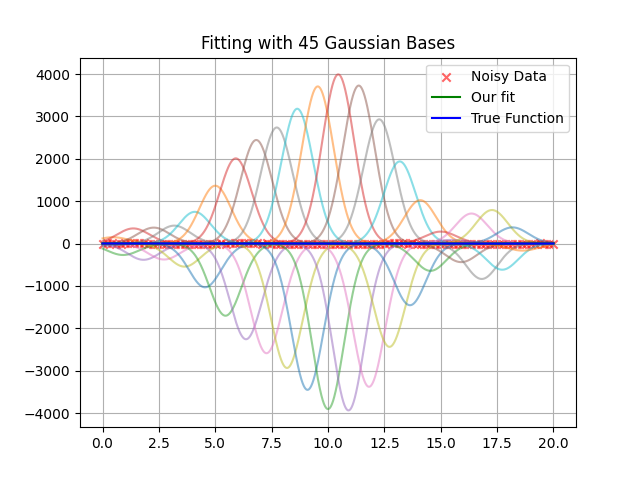 Fitting with 45 Gaussian Bases
Noisy Data
Our fit
True Function
4000
3000
2000
1000
0
−1000
−2000
−3000
−4000
0.0 2.5 5.0 7.5 10.0 12.5 15.0 17.5 20.0